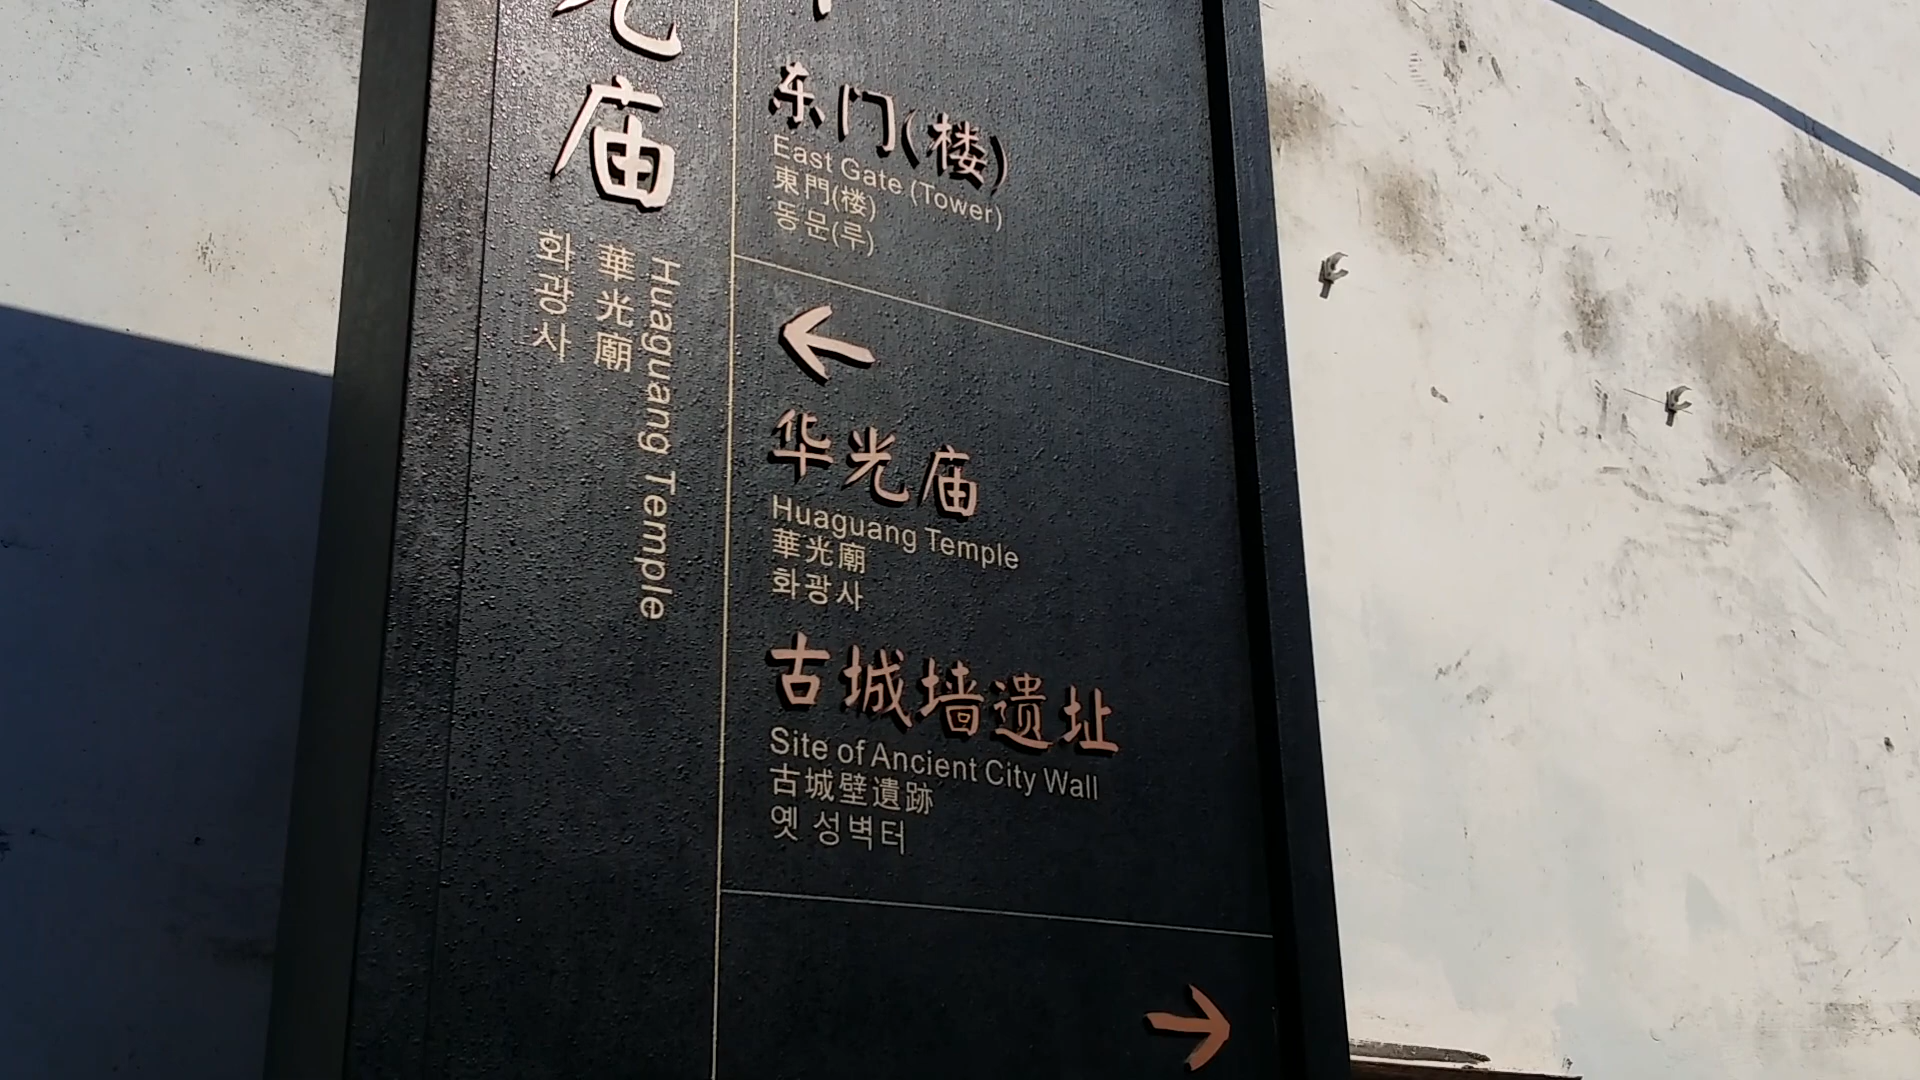 光庙
Huaguang Temple
華光廟
화광사
东门(楼)
East Gate (Tower)
東門(楼)
동문(루)
←
华光庙
Huaguang Temple
華光廟
화광사
古城墙遗址
Site of Ancient City Wall
古城壁遺跡
옛 성벽터
→